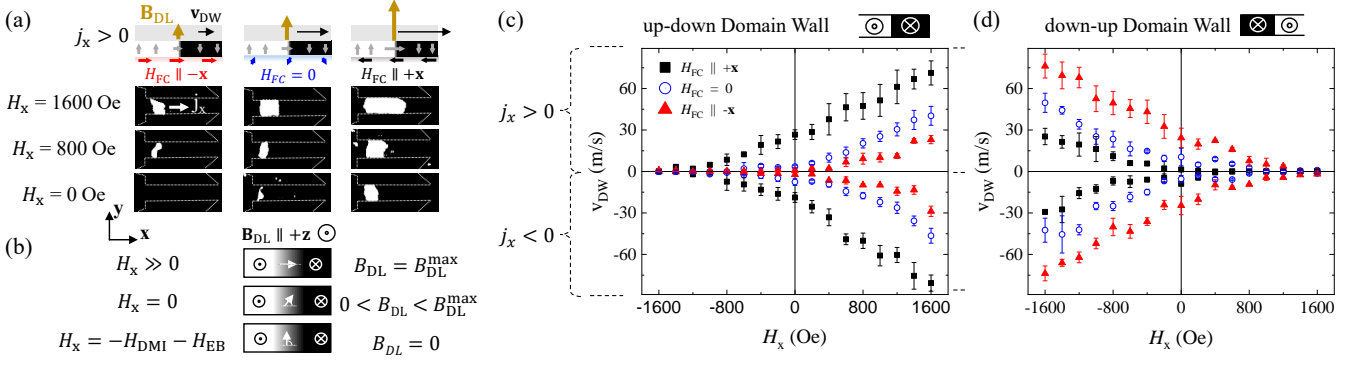 (a)
B_DL v_DW
j_x > 0
H_FC ∥ −x H_FC = 0 H_FC ∥ +x
H_x = 1600 Oe
j_x
H_x = 800 Oe
H_x = 0 Oe
y
x
(b)
B_DL ∥ +z
H_x ≫ 0 B_DL = B_DL^max
H_x = 0 0 < B_DL < B_DL^max
H_x = −H_DMI − H_EB B_DL = 0
(c)
up-down Domain Wall
j_x > 0
j_x < 0
v_DW (m/s)
60
30
0
-30
-60
H_FC ∥ +x
H_FC = 0
H_FC ∥ -x
-1600 -800 0 800 1600
H_x (Oe)
(d)
down-up Domain Wall
v_DW (m/s)
60
30
0
-30
-60
-1600 -800 0 800 1600
H_x (Oe)